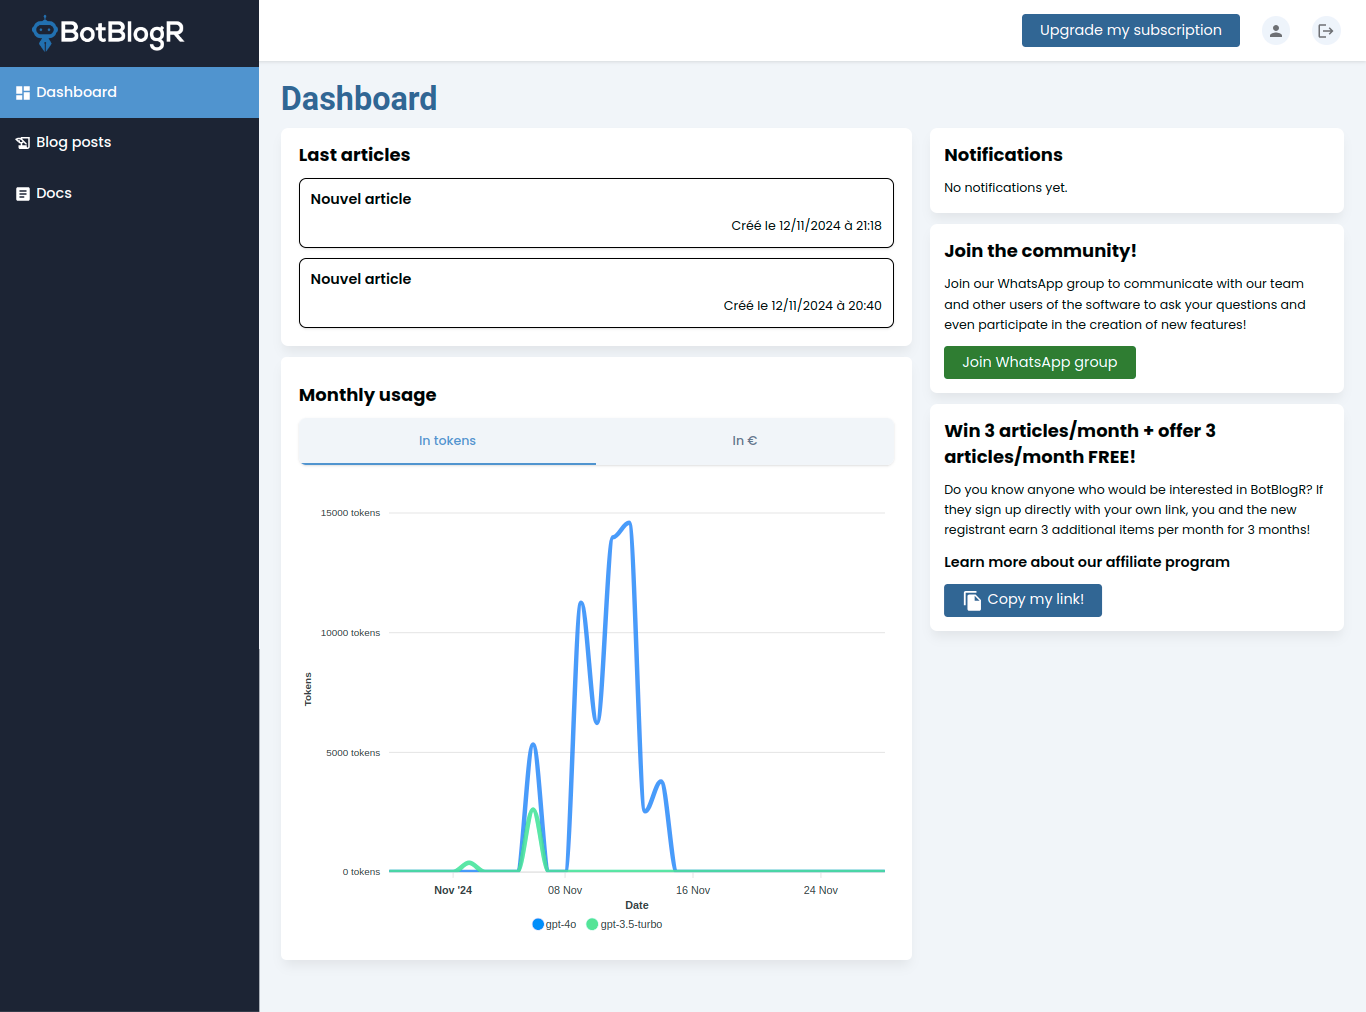 BotBlogR
Upgrade my subscription
Dashboard
Blog posts
Docs
Dashboard
Last articles
Nouvel article
Créé le 12/11/2024 à 21:18
Nouvel article
Créé le 12/11/2024 à 20:40
Monthly usage
In tokens
In €
15000 tokens
10000 tokens
5000 tokens
0 tokens
Tokens
Nov '24
08 Nov
16 Nov
24 Nov
Date
gpt-4o
gpt-3.5-turbo
Notifications
No notifications yet.
Join the community!
Join our WhatsApp group to communicate with our team
and other users of the software to ask your questions and
even participate in the creation of new features!
Join WhatsApp group
Win 3 articles/month + offer 3
articles/month FREE!
Do you know anyone who would be interested in BotBlogR? If
they sign up directly with your own link, you and the new
registrant earn 3 additional items per month for 3 months!
Learn more about our affiliate program
Copy my link!